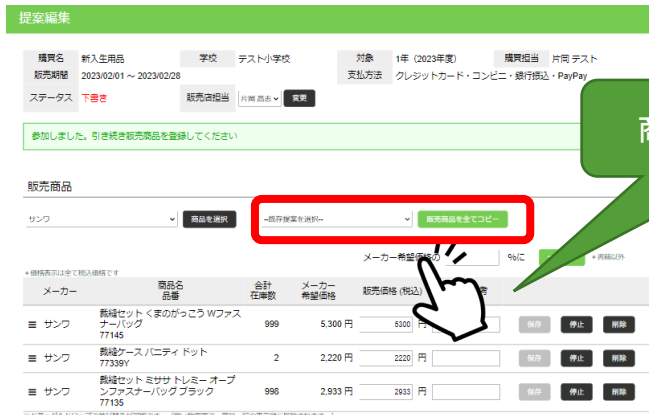 提案編集
購買名 新入生用品 学校 テスト小学校 対象 1年（2023年度） 購買担当 片岡 テスト
販売期間 2023/02/01 ～ 2023/02/28 支払方法 クレジットカード・コンビニ・銀行振込・PayPay
ステータス 下書き 販売店担当 片岡 昌志 変更
参加しました。引き続き販売商品を登録してください
商
販売商品
サンワ 商品を選択 --既存提案を選択-- 販売商品を全てコピー
メーカー希望価格の %に
＊価格表示は全て税込価格です
メーカー 商品名 会計 メーカー 販売価格 (税込) 考
品番 在庫数 希望価格
≡ サンワ 裁縫セット くまのがっこう Wファス 999 5,300 円 5300 円 保存 停止 削除
ナーバッグ
77145
≡ サンワ 裁縫ケース バニティ ドット 2 2,220 円 2220 円 保存 停止 削除
77339Y
≡ サンワ 裁縫セット ミササ トレミー オープ 998 2,933 円 2933 円 保存 停止 削除
ンファスナーバッグ ブラック
77135